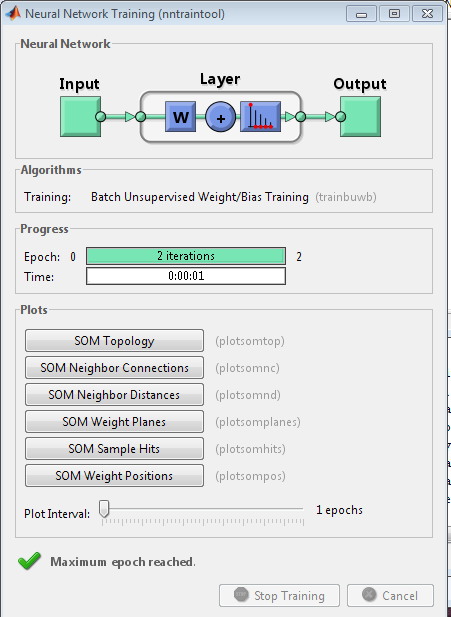 Neural Network Training (nntraintool)
Neural Network
Input Layer Output
W +
Algorithms
Training: Batch Unsupervised Weight/Bias Training (trainbuwb)
Progress
Epoch: 0 2 iterations 2
Time: 0:00:01
Plots
SOM Topology (plotsomtop)
SOM Neighbor Connections (plotsomnc)
SOM Neighbor Distances (plotsomnd)
SOM Weight Planes (plotsomplanes)
SOM Sample Hits (plotsomhits)
SOM Weight Positions (plotsompos)
Plot Interval: 1 epochs
Maximum epoch reached.
Stop Training Cancel